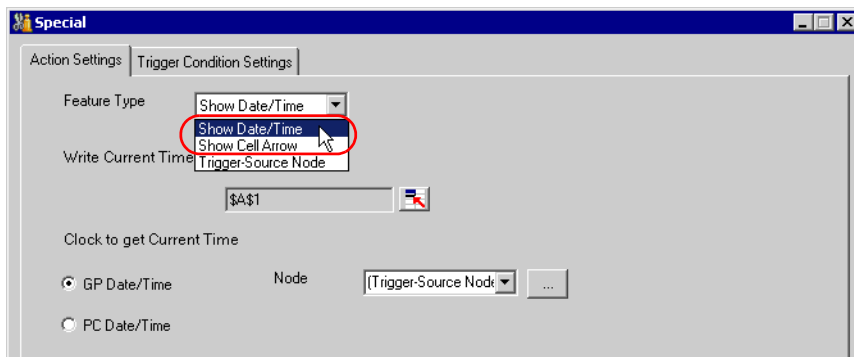 Special
Action Settings Trigger Condition Settings
Feature Type Show Date/Time
Show Date/Time
Show Cell Arrow
Write Current Time Trigger-Source Node
$A$1
Clock to get Current Time
GP Date/Time Node (Trigger-Source Node ...
PC Date/Time